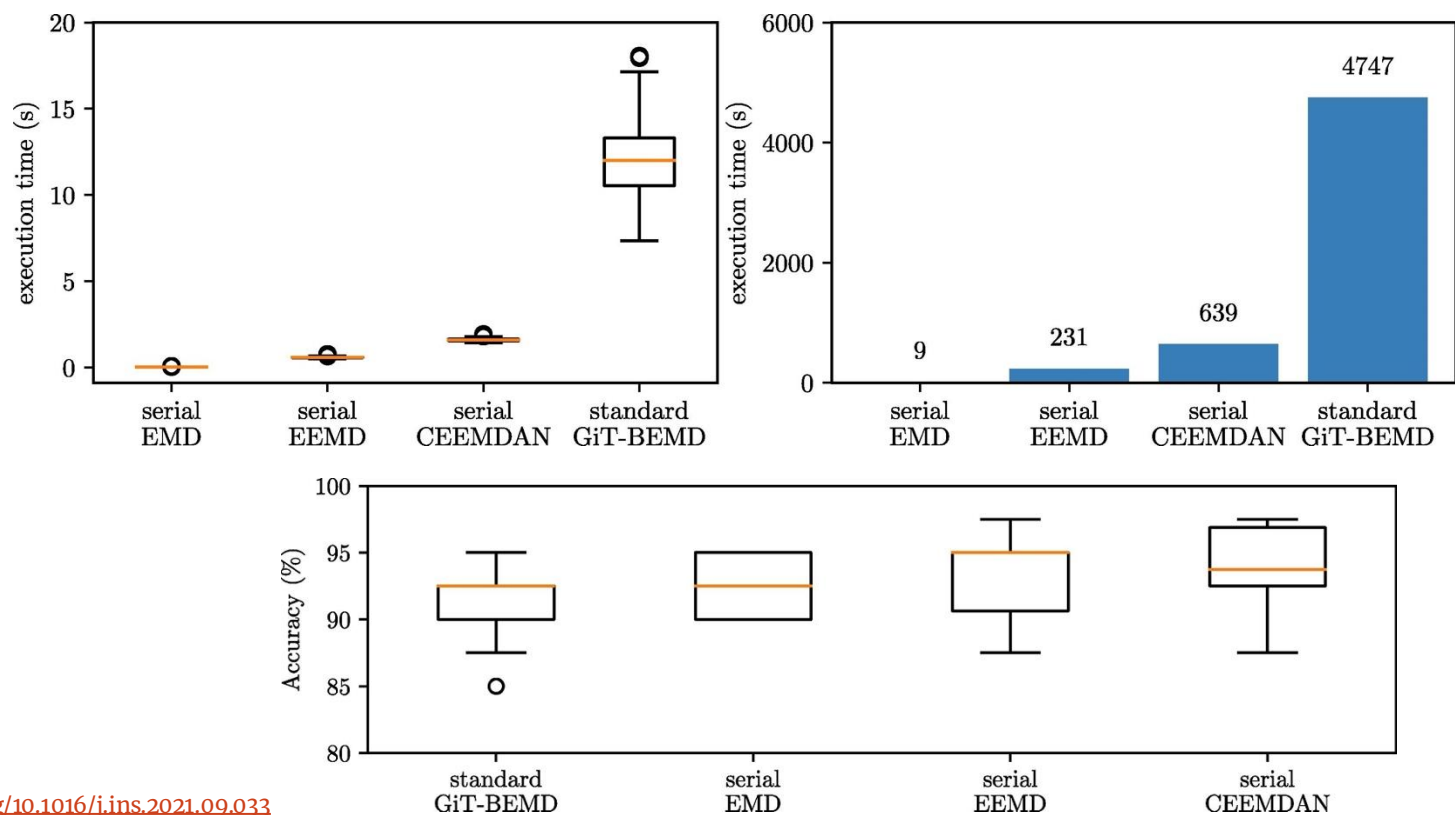 20
15
10
5
0
execution time (s)
serial
EMD
serial
EEMD
serial
CEEMDAN
standard
GiT-BEMD
6000
4000
2000
0
execution time (s)
9
231
639
4747
serial
EMD
serial
EEMD
serial
CEEMDAN
standard
GiT-BEMD
100
95
90
85
80
Accuracy (%)
standard
GiT-BEMD
serial
EMD
serial
EEMD
serial
CEEMDAN
g/10.1016/j.ins.2021.09.033